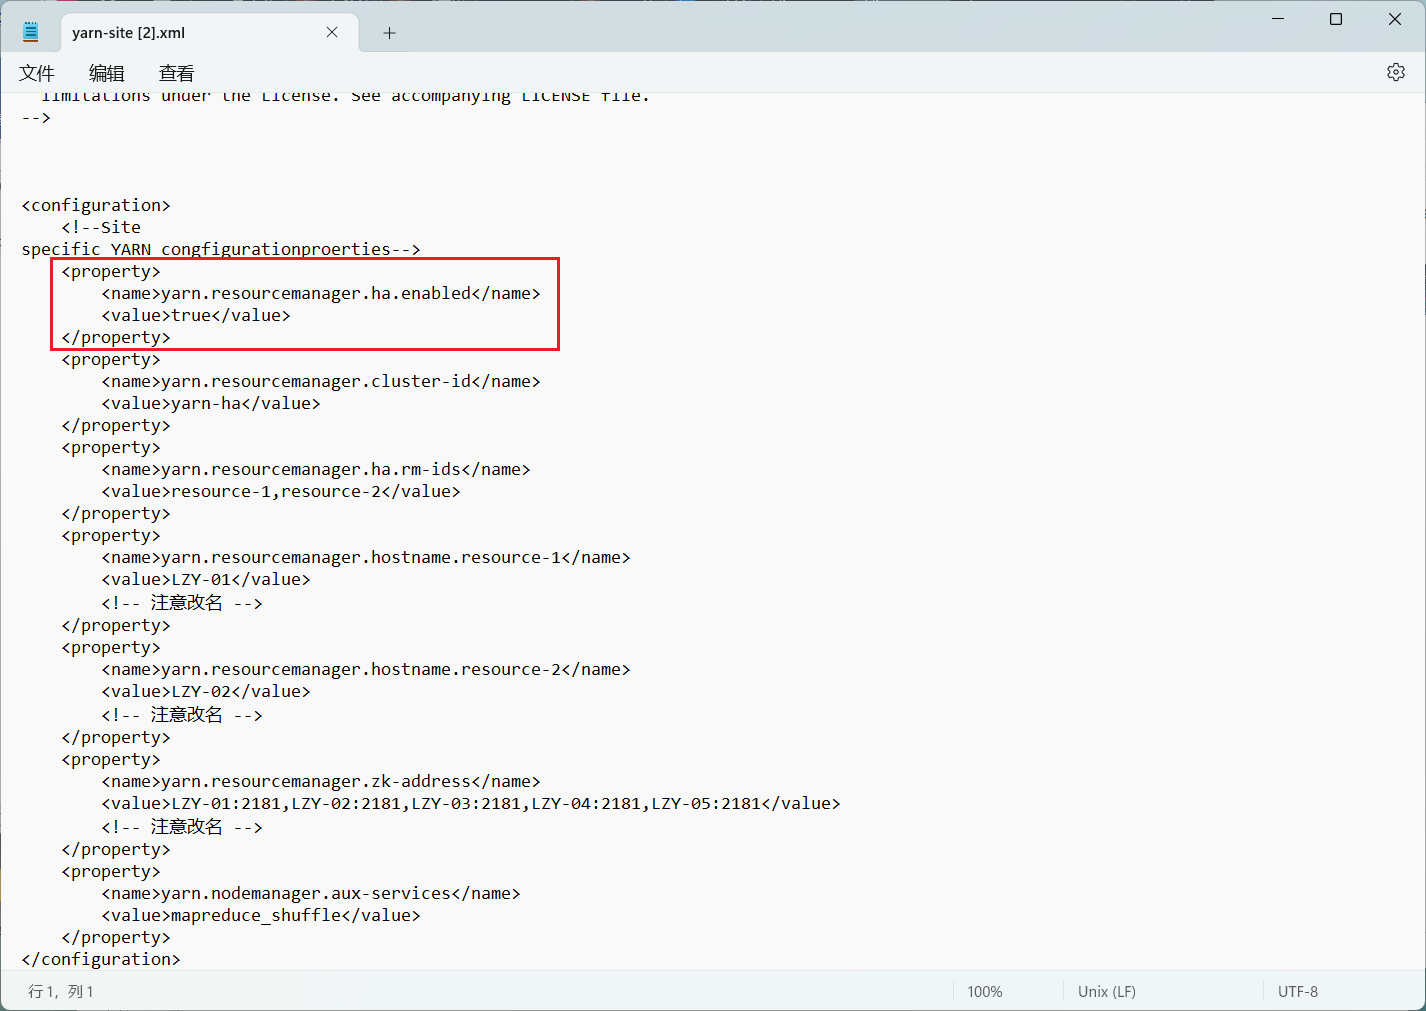 yarn-site [2].xml
文件 编辑 查看
limitations under the License. See accompanying LICENSE file.
-->
<configuration>
<!--Site
specific YARN congfigurationproerties-->
<property>
<name>yarn.resourcemanager.ha.enabled</name>
<value>true</value>
</property>
<property>
<name>yarn.resourcemanager.cluster-id</name>
<value>yarn-ha</value>
</property>
<property>
<name>yarn.resourcemanager.ha.rm-ids</name>
<value>resource-1,resource-2</value>
</property>
<property>
<name>yarn.resourcemanager.hostname.resource-1</name>
<value>LZY-01</value>
<!-- 注意改名 -->
</property>
<property>
<name>yarn.resourcemanager.hostname.resource-2</name>
<value>LZY-02</value>
<!-- 注意改名 -->
</property>
<property>
<name>yarn.resourcemanager.zk-address</name>
<value>LZY-01:2181,LZY-02:2181,LZY-03:2181,LZY-04:2181,LZY-05:2181</value>
<!-- 注意改名 -->
</property>
<property>
<name>yarn.nodemanager.aux-services</name>
<value>mapreduce_shuffle</value>
</property>
</configuration>
行 1，列 1 100% Unix (LF) UTF-8